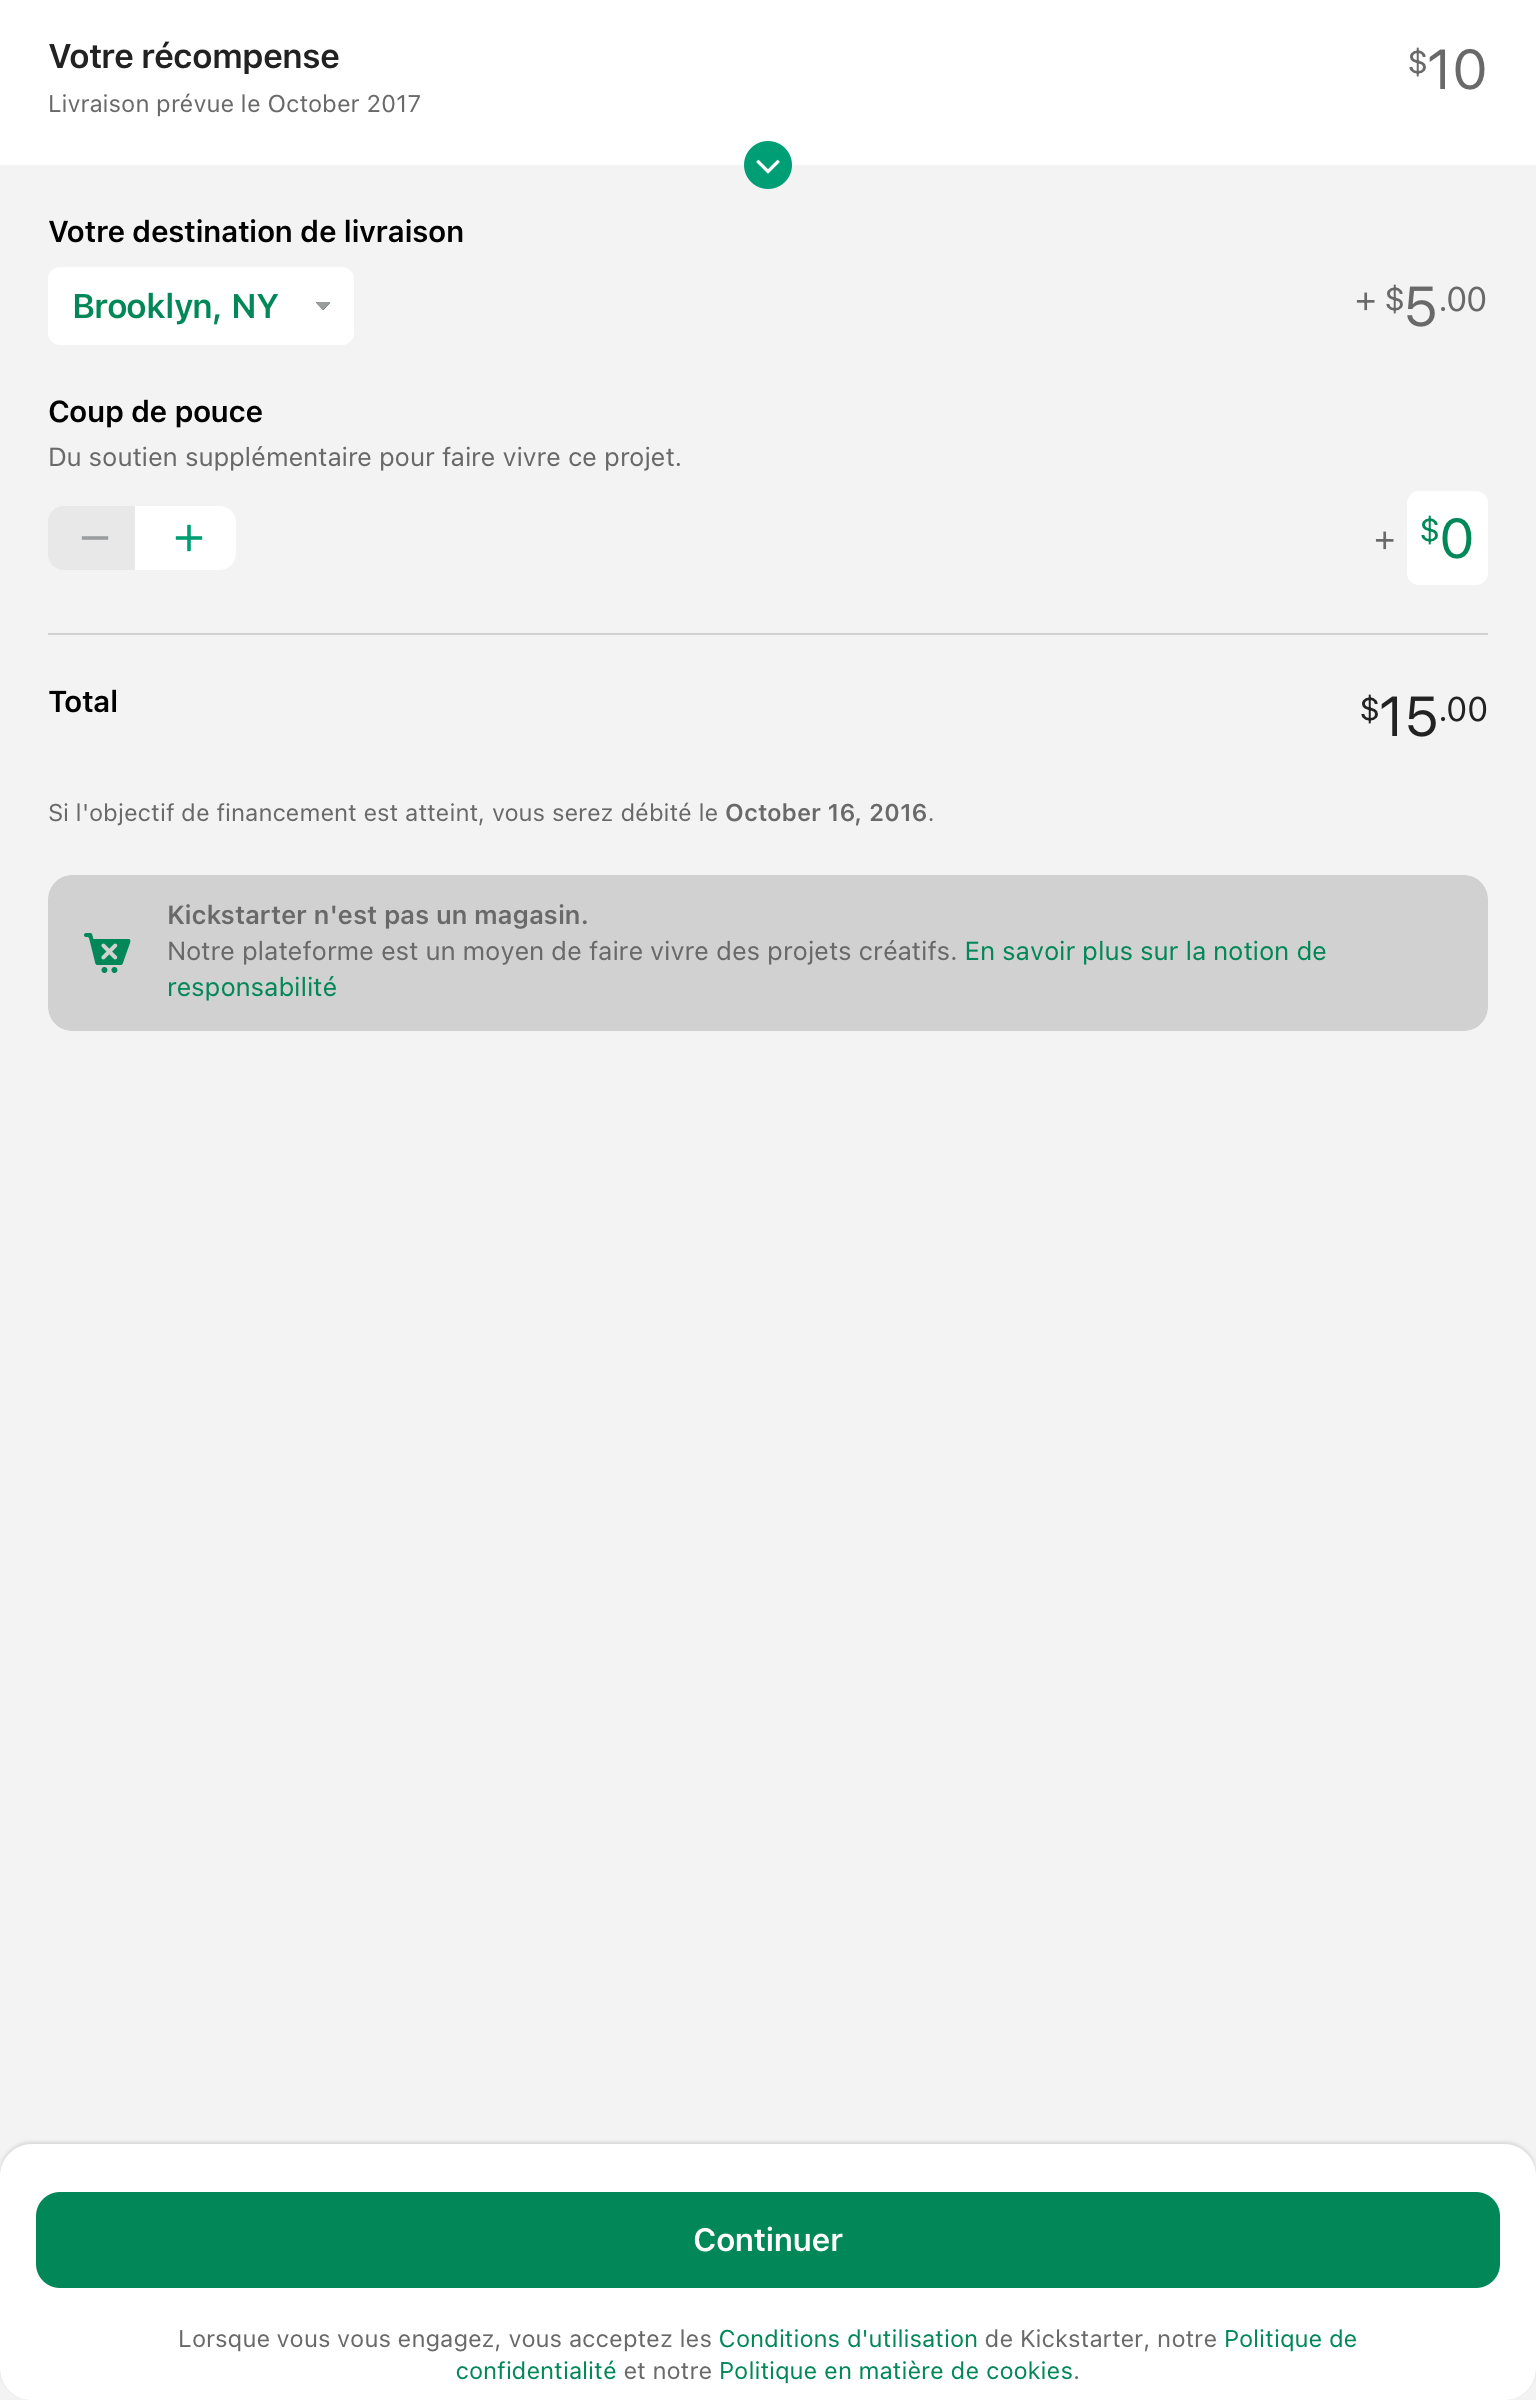 Votre récompense
$10
Livraison prévue le October 2017
Votre destination de livraison
Brooklyn, NY
+ $5.00
Coup de pouce
Du soutien supplémentaire pour faire vivre ce projet.
+ $0
Total
$15.00
Si l'objectif de financement est atteint, vous serez débité le October 16, 2016.
Kickstarter n'est pas un magasin.
Notre plateforme est un moyen de faire vivre des projets créatifs. En savoir plus sur la notion de
responsabilité
Continuer
Lorsque vous vous engagez, vous acceptez les Conditions d'utilisation de Kickstarter, notre Politique de
confidentialité et notre Politique en matière de cookies.